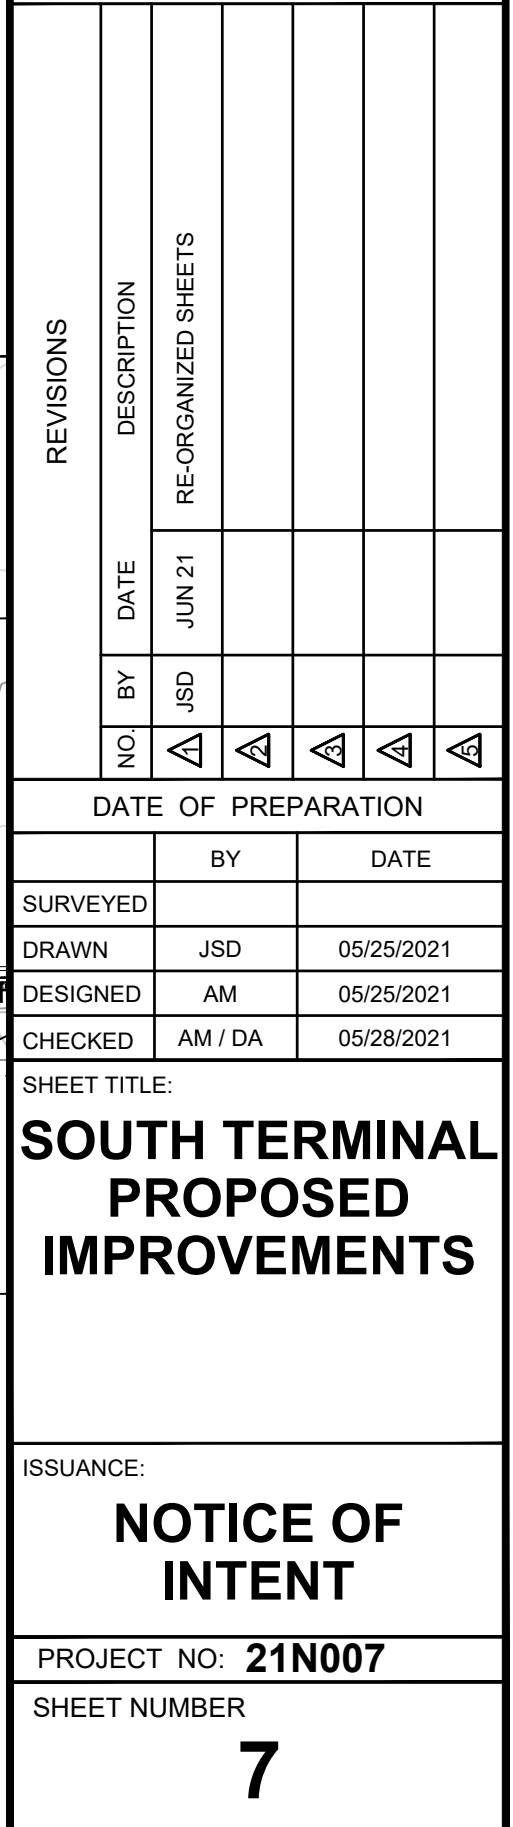 REVISIONS
NO. BY DATE DESCRIPTION
1 JSD JUN 21 RE-ORGANIZED SHEETS
2
3
4
5
DATE OF PREPARATION
BY DATE
SURVEYED
DRAWN JSD 05/25/2021
DESIGNED AM 05/25/2021
CHECKED AM / DA 05/28/2021
SHEET TITLE:
SOUTH TERMINAL
PROPOSED
IMPROVEMENTS
ISSUANCE:
NOTICE OF
INTENT
PROJECT NO: 21N007
SHEET NUMBER
7